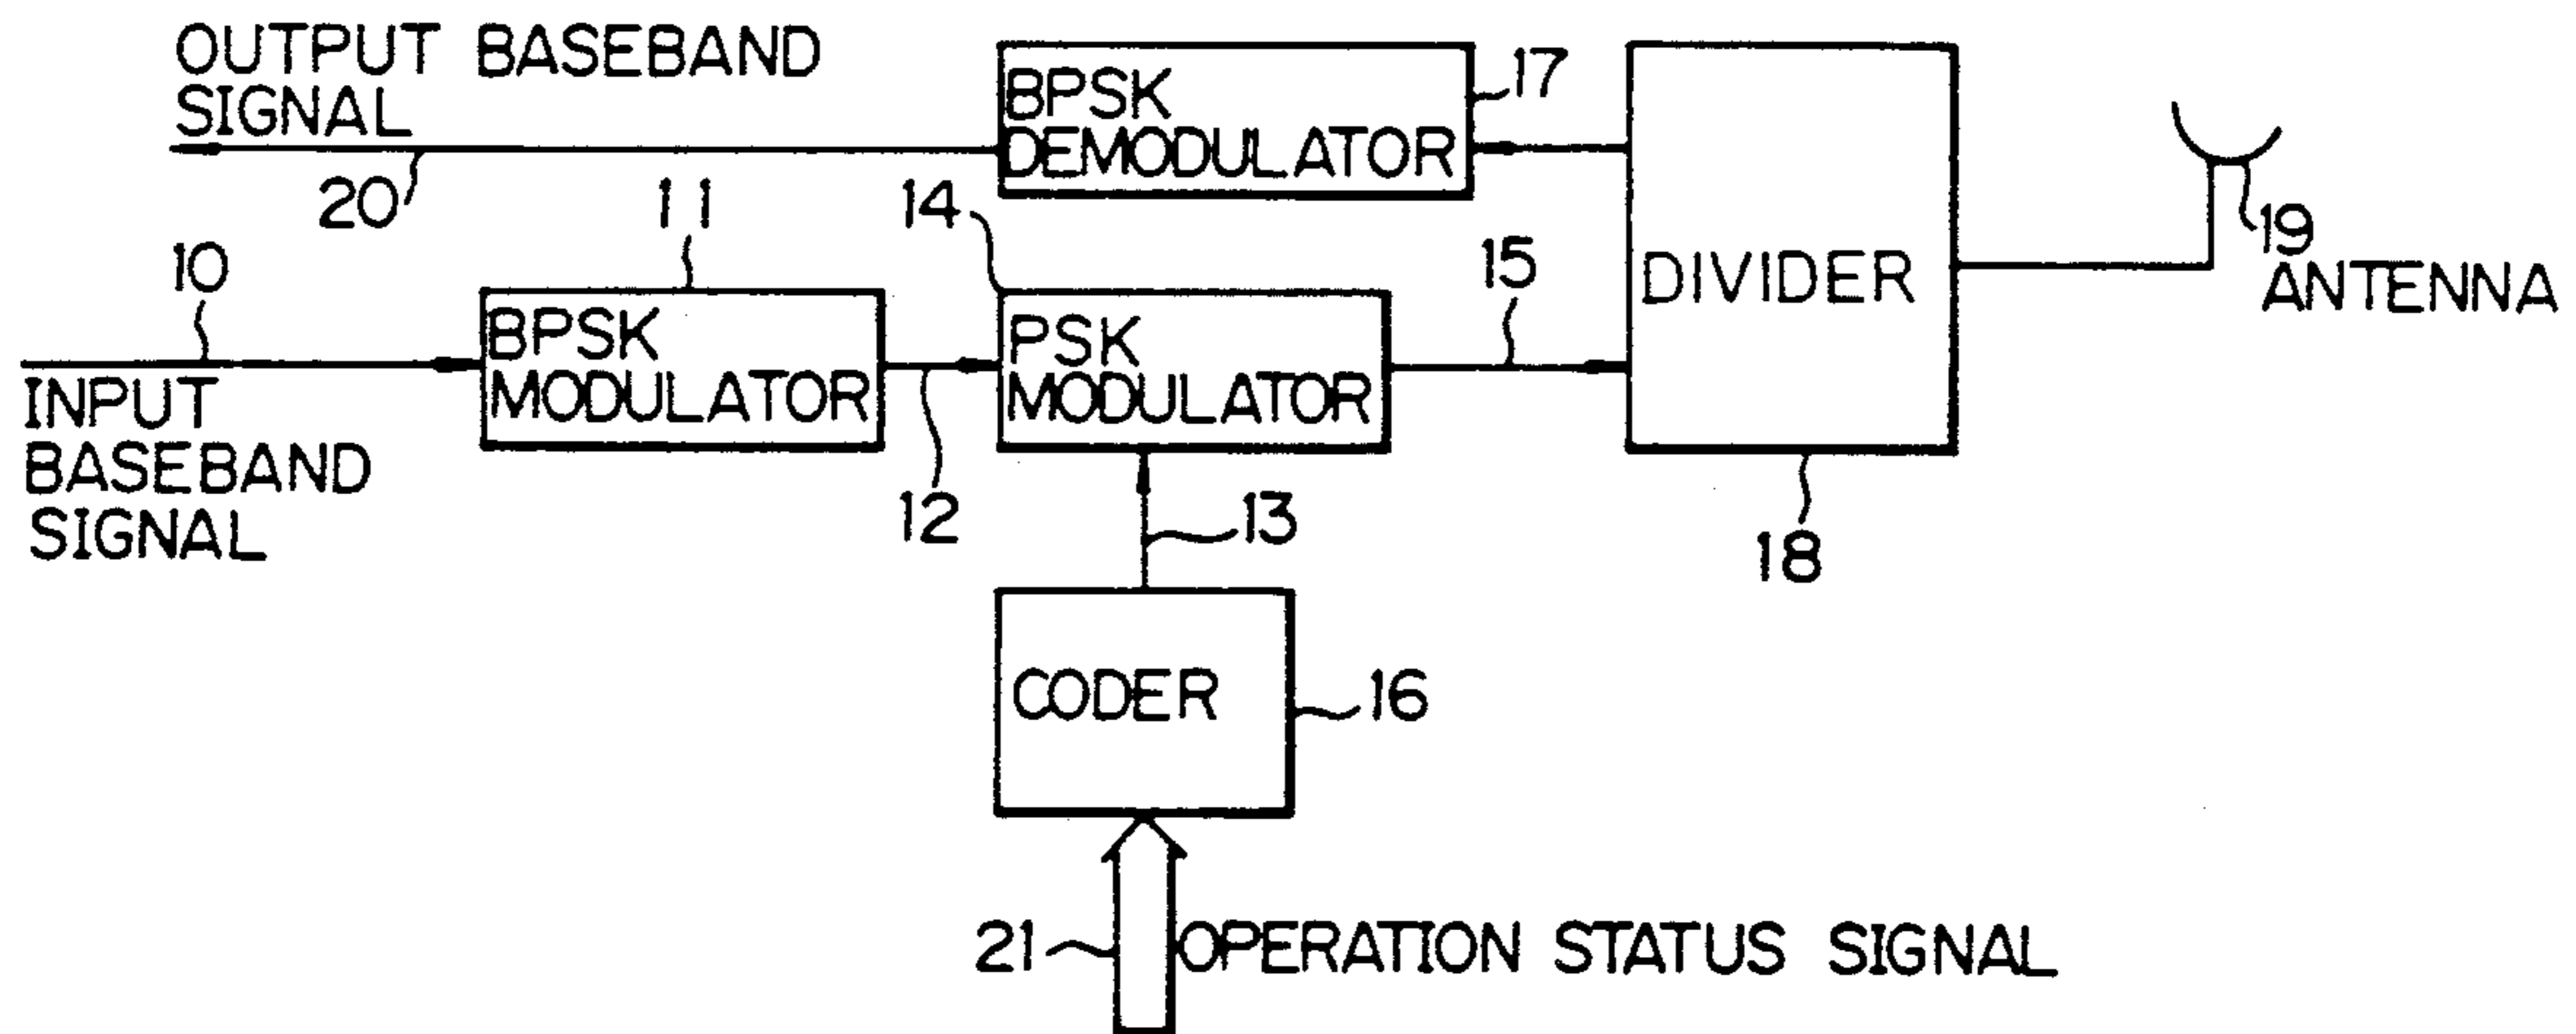 OUTPUT BASEBAND
SIGNAL
20
BPSK
DEMODULATOR
17
10
INPUT
BASEBAND
SIGNAL
11
BPSK
MODULATOR
12
14
PSK
MODULATOR
13
15
DIVIDER
18
19
ANTENNA
CODER
16
21
OPERATION STATUS SIGNAL